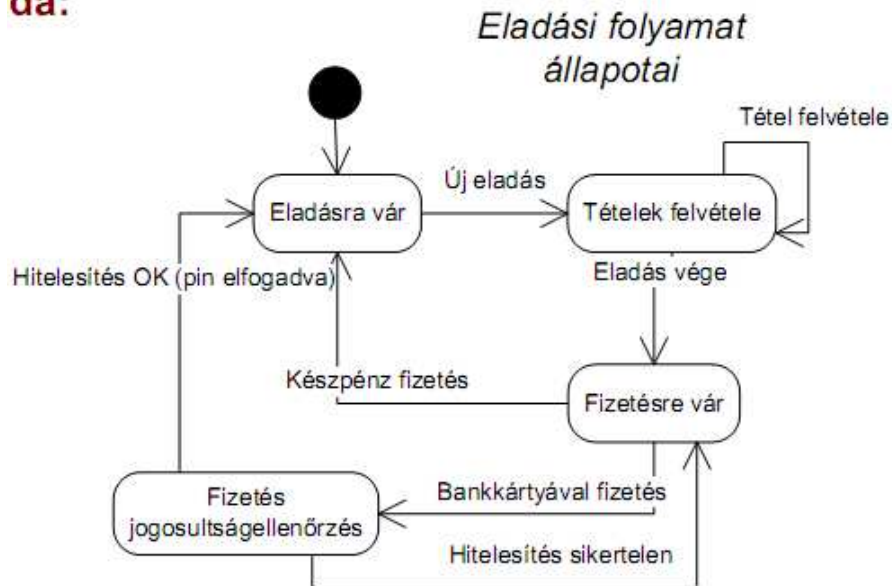 da:
Eladási folyamat
állapotai
Tétel felvétele
Új eladás
Eladásra vár
Tételek felvétele
Hitelesítés OK (pin elfogadva)
Eladás vége
Készpénz fizetés
Fizetésre vár
Fizetés
jogosultságellenőrzés
Bankkártyával fizetés
Hitelesítés sikertelen